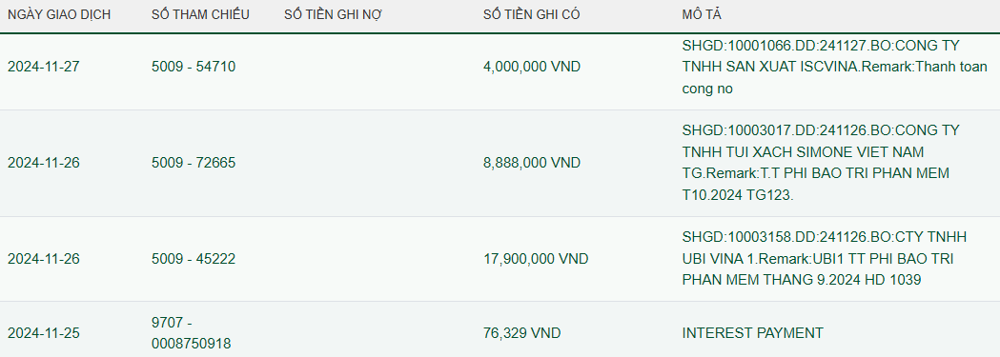 NGÀY GIAO DỊCH SỐ THAM CHIẾU SỐ TIỀN GHI NỢ SỐ TIỀN GHI CÓ MÔ TẢ
SHGD:10001066.DD:241127.BO:CONG TY
2024-11-27 5009 - 54710 4,000,000 VND TNHH SAN XUAT ISCVINA.Remark:Thanh toan
cong no
SHGD:10003017.DD:241126.BO:CONG TY
TNHH TUI XACH SIMONE VIET NAM
2024-11-26 5009 - 72665 8,888,000 VND
TG.Remark:T.T PHI BAO TRI PHAN MEM
T10.2024 TG123.
SHGD:10003158.DD:241126.BO:CTY TNHH
2024-11-26 5009 - 45222 17,900,000 VND UBI VINA 1.Remark:UBI1 TT PHI BAO TRI
PHAN MEM THANG 9.2024 HD 1039
9707 -
2024-11-25 76,329 VND INTEREST PAYMENT
0008750918